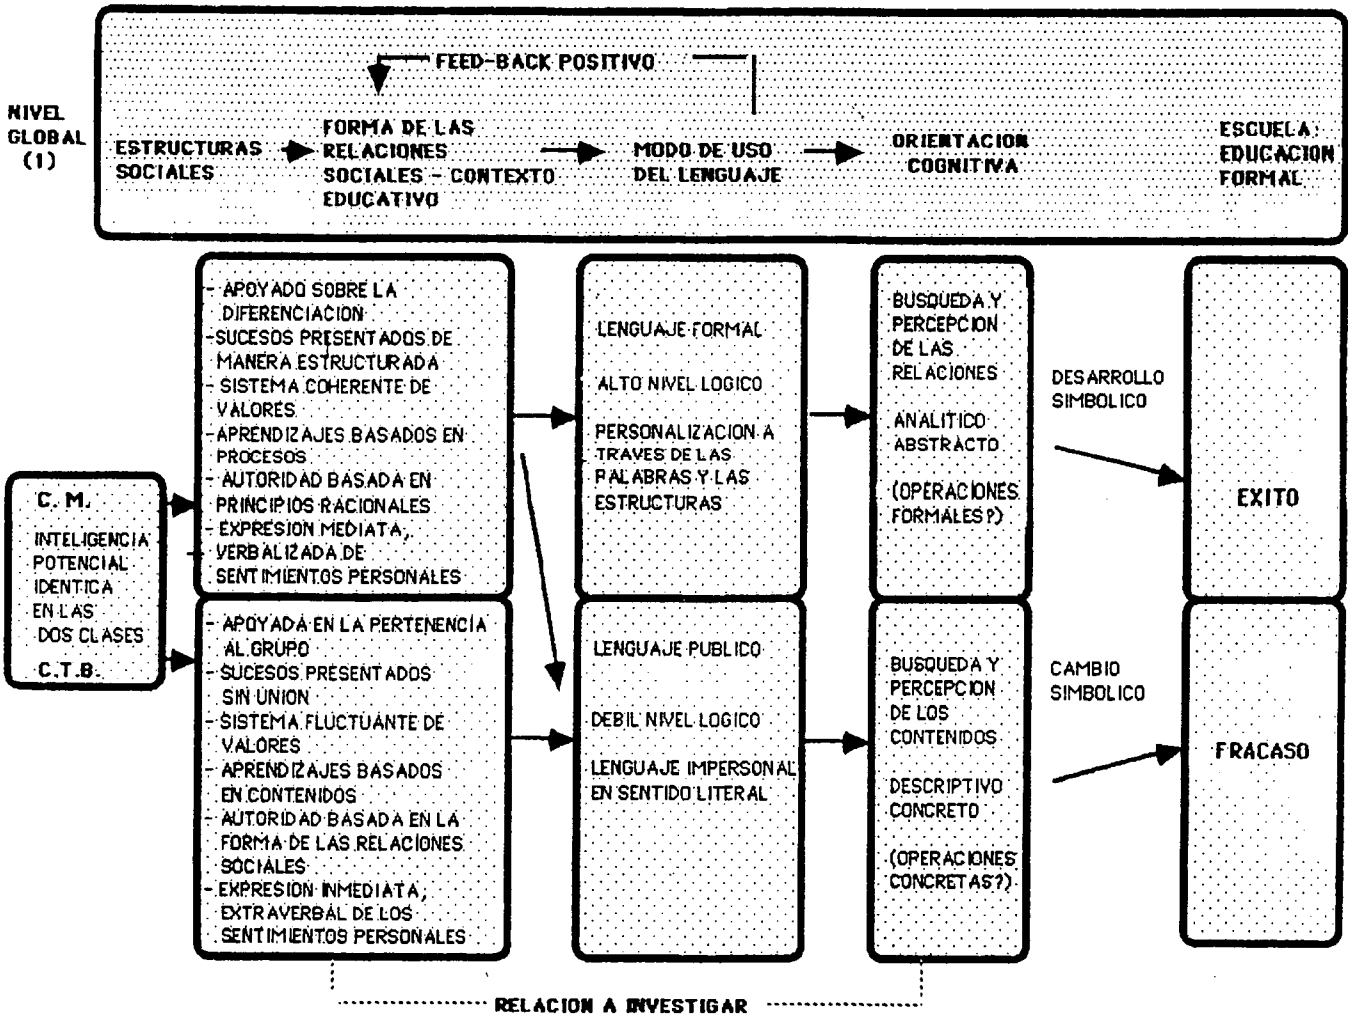 FEED-BACK POSITIVO
NIVEL
GLOBAL
(1)
ESTRUCTURAS
SOCIALES
FORMA DE LAS
RELACIONES
SOCIALES - CONTEXTO
EDUCATIVO
MODO DE USO
DEL LENGUAJE
ORIENTACION
COGNITIVA
ESCUELA:
EDUCACION
FORMAL
C. M.
INTELIGENCIA
POTENCIAL
IDENTICA
EN LAS
DOS CLASES
C.T.B.
- APOYADO SOBRE LA
DIFERENCIACION
- SUCESOS PRESENTADOS DE
MANERA ESTRUCTURADA
- SISTEMA COHERENTE DE
VALORES
- APRENDIZAJES BASADOS EN
PROCESOS
- AUTORIDAD BASADA EN
PRINCIPIOS RACIONALES
- EXPRESION MEDIATA,
VERBALIZADA DE
SENTIMIENTOS PERSONALES
LENGUAJE FORMAL
ALTO NIVEL LOGICO
PERSONALIZACION A
TRAVES DE LAS
PALABRAS Y LAS
ESTRUCTURAS
BUSQUEDA Y
PERCEPCION
DE LAS
RELACIONES
ANALITICO
ABSTRACTO
(OPERACIONES
FORMALES?)
DESARROLLO
SIMBOLICO
EXITO
- APOYADA EN LA PERTENENCIA
AL GRUPO
- SUCESOS PRESENTADOS
SIN UNION
- SISTEMA FLUCTUANTE DE
VALORES
- APRENDIZAJES BASADOS
EN CONTENIDOS
- AUTORIDAD BASADA EN LA
FORMA DE LAS RELACIONES
SOCIALES
- EXPRESION INMEDIATA,
EXTRAVERBAL DE LOS
SENTIMIENTOS PERSONALES
LENGUAJE PUBLICO
DEBIL NIVEL LOGICO
LENGUAJE IMPERSONAL
EN SENTIDO LITERAL
BUSQUEDA Y
PERCEPCION
DE LOS
CONTENIDOS
DESCRIPTIVO
CONCRETO
(OPERACIONES
CONCRETAS?)
CAMBIO
SIMBOLICO
FRACASO
RELACION A INVESTIGAR